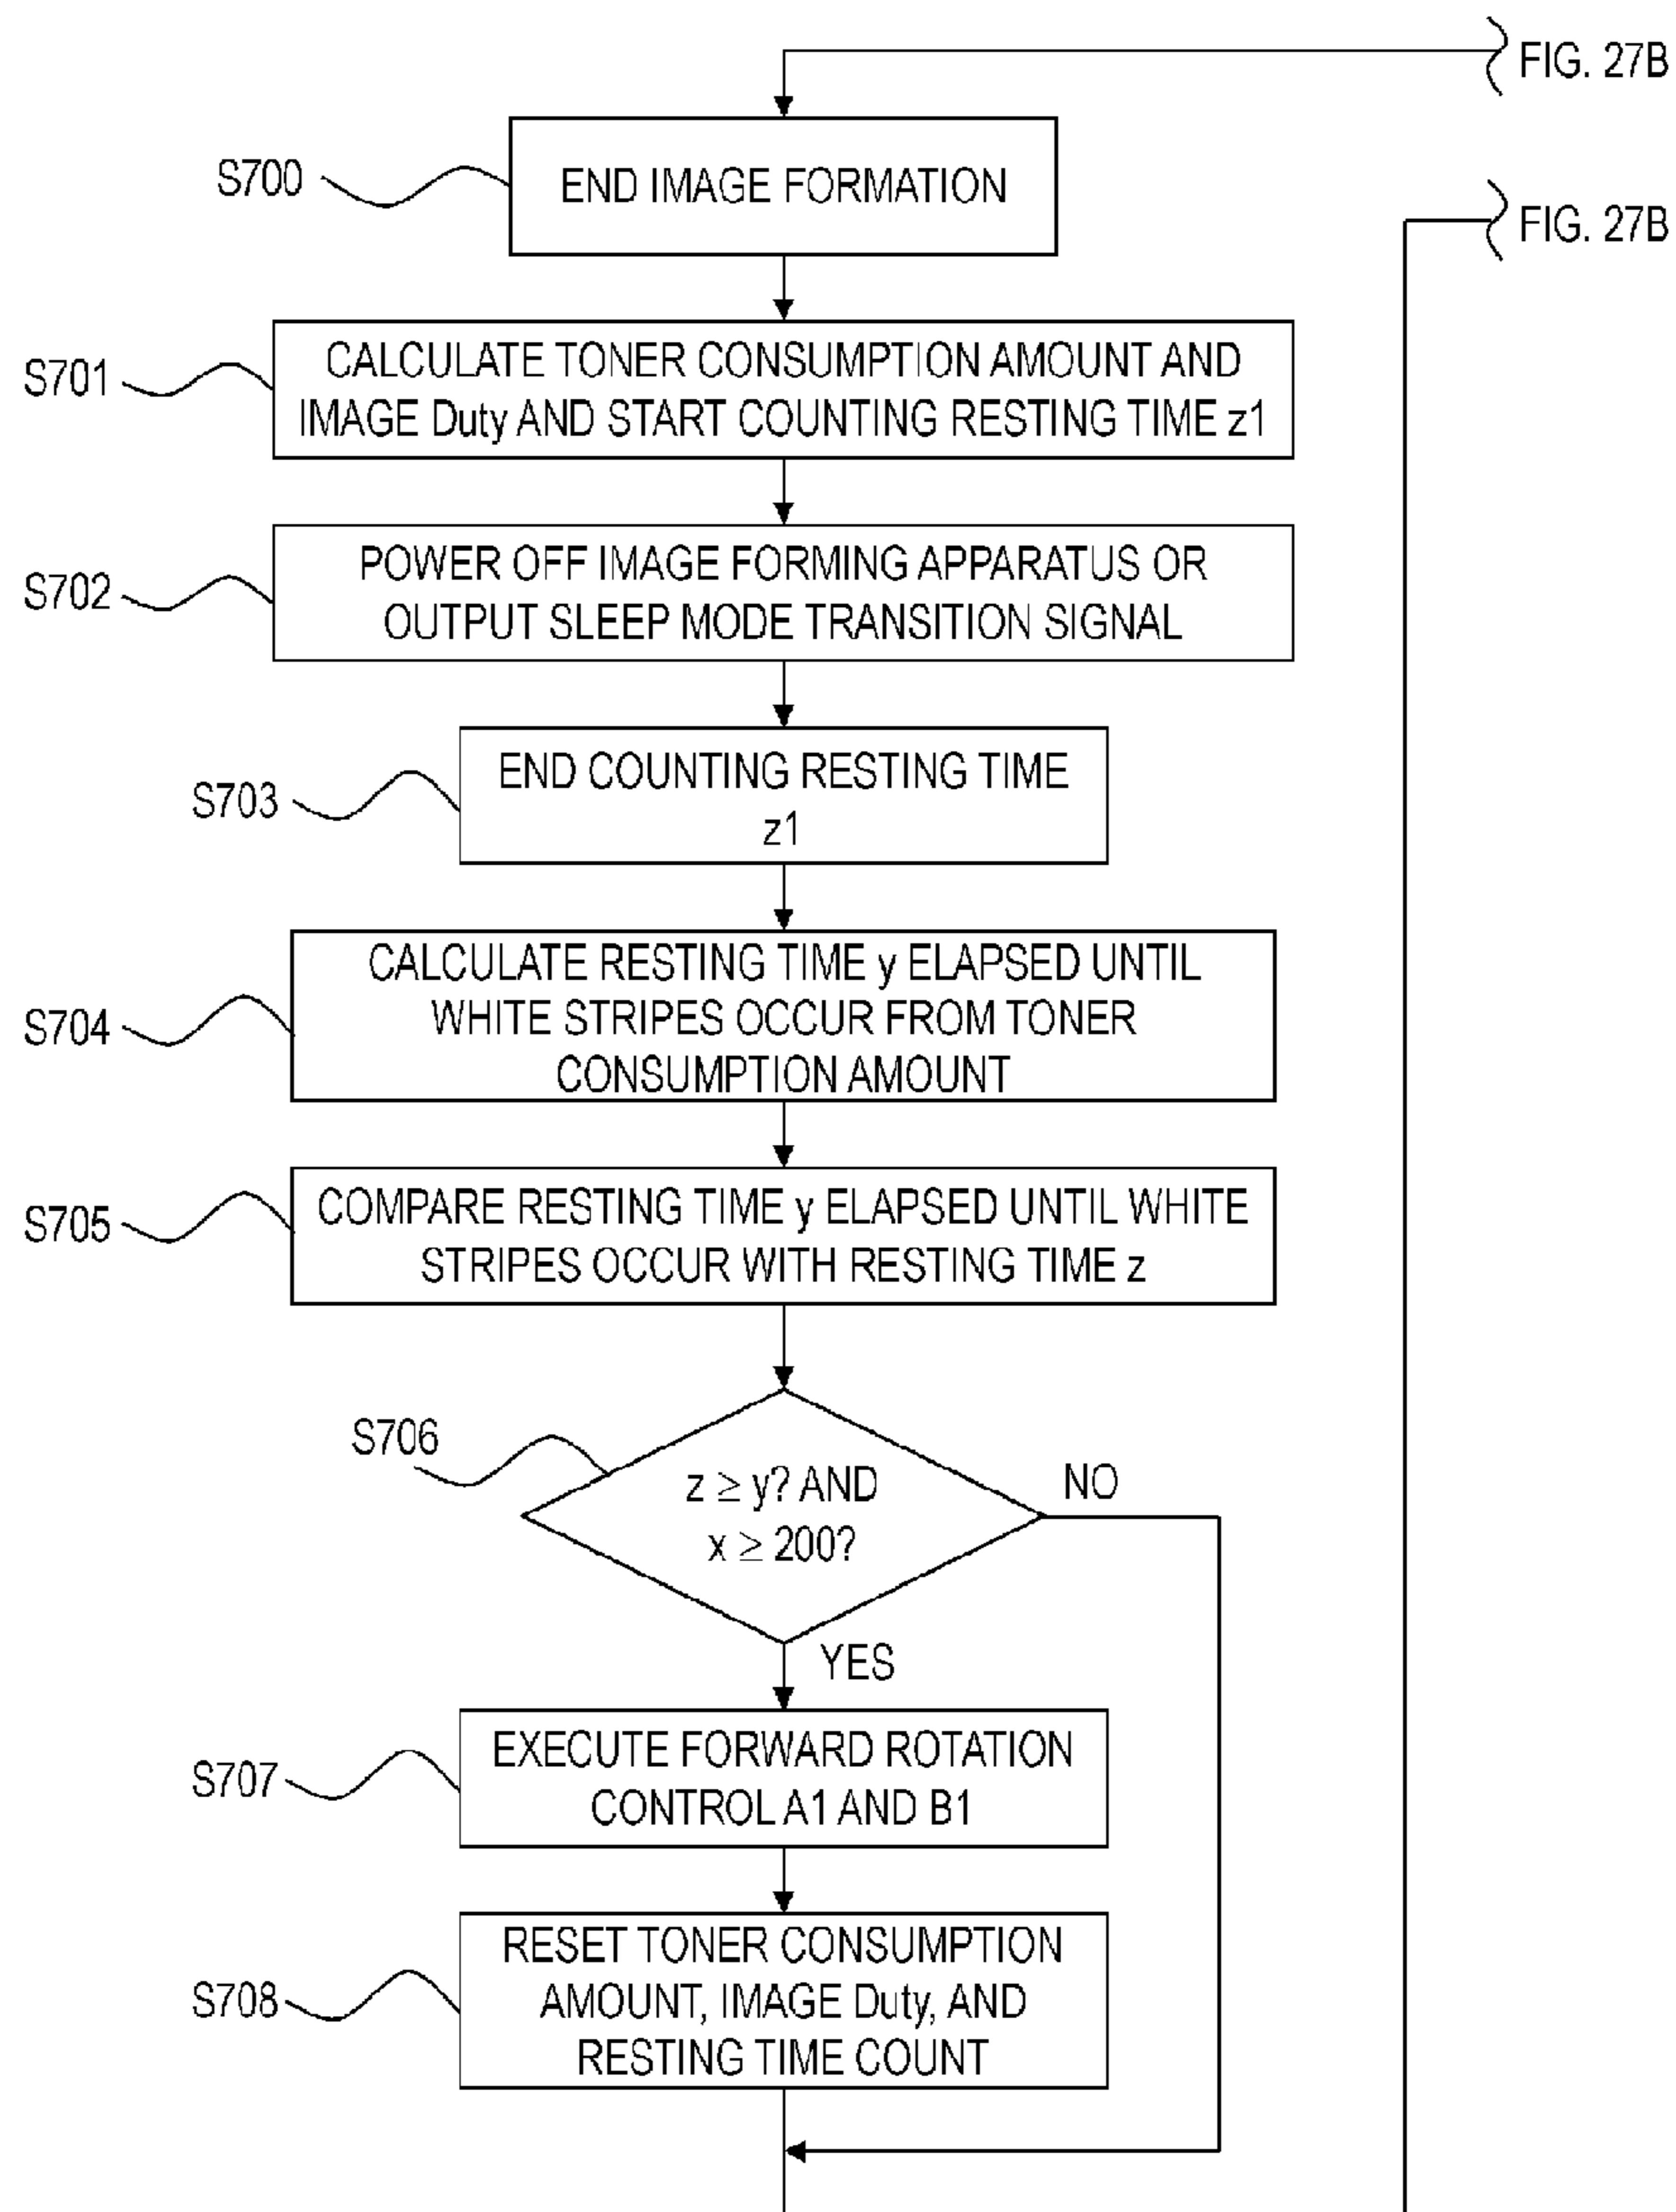 FIG. 27B
S700
END IMAGE FORMATION
FIG. 27B
S701
CALCULATE TONER CONSUMPTION AMOUNT AND
IMAGE Duty AND START COUNTING RESTING TIME z1
S702
POWER OFF IMAGE FORMING APPARATUS OR
OUTPUT SLEEP MODE TRANSITION SIGNAL
S703
END COUNTING RESTING TIME
z1
S704
CALCULATE RESTING TIME y ELAPSED UNTIL
WHITE STRIPES OCCUR FROM TONER
CONSUMPTION AMOUNT
S705
COMPARE RESTING TIME y ELAPSED UNTIL WHITE
STRIPES OCCUR WITH RESTING TIME z
S706
z ≥ y? AND
x ≥ 200?
NO
YES
S707
EXECUTE FORWARD ROTATION
CONTROL A1 AND B1
S708
RESET TONER CONSUMPTION
AMOUNT, IMAGE Duty, AND
RESTING TIME COUNT